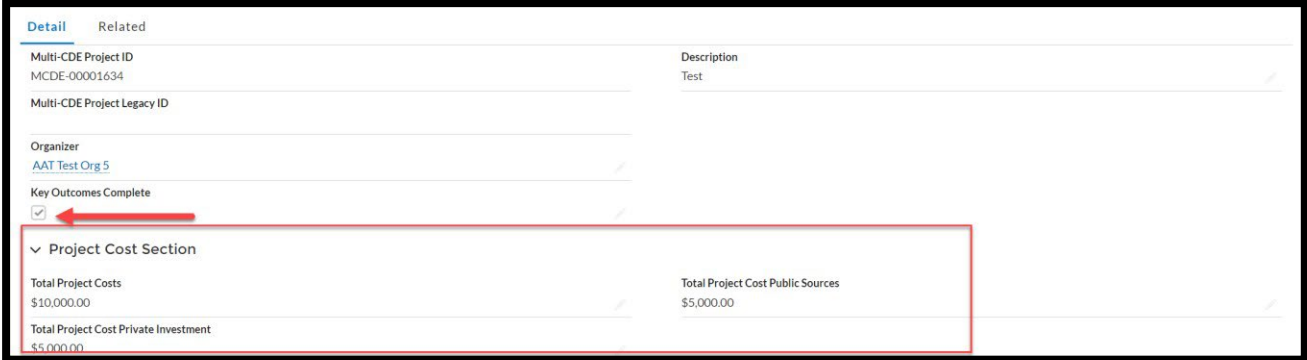 Detail Related
Multi-CDE Project ID
MCDE-00001634
Description
Test
Multi-CDE Project Legacy ID
Organizer
AAT Test Org 5
Key Outcomes Complete
Project Cost Section
Total Project Costs
$10,000.00
Total Project Cost Public Sources
$5,000.00
Total Project Cost Private Investment
$5,000.00